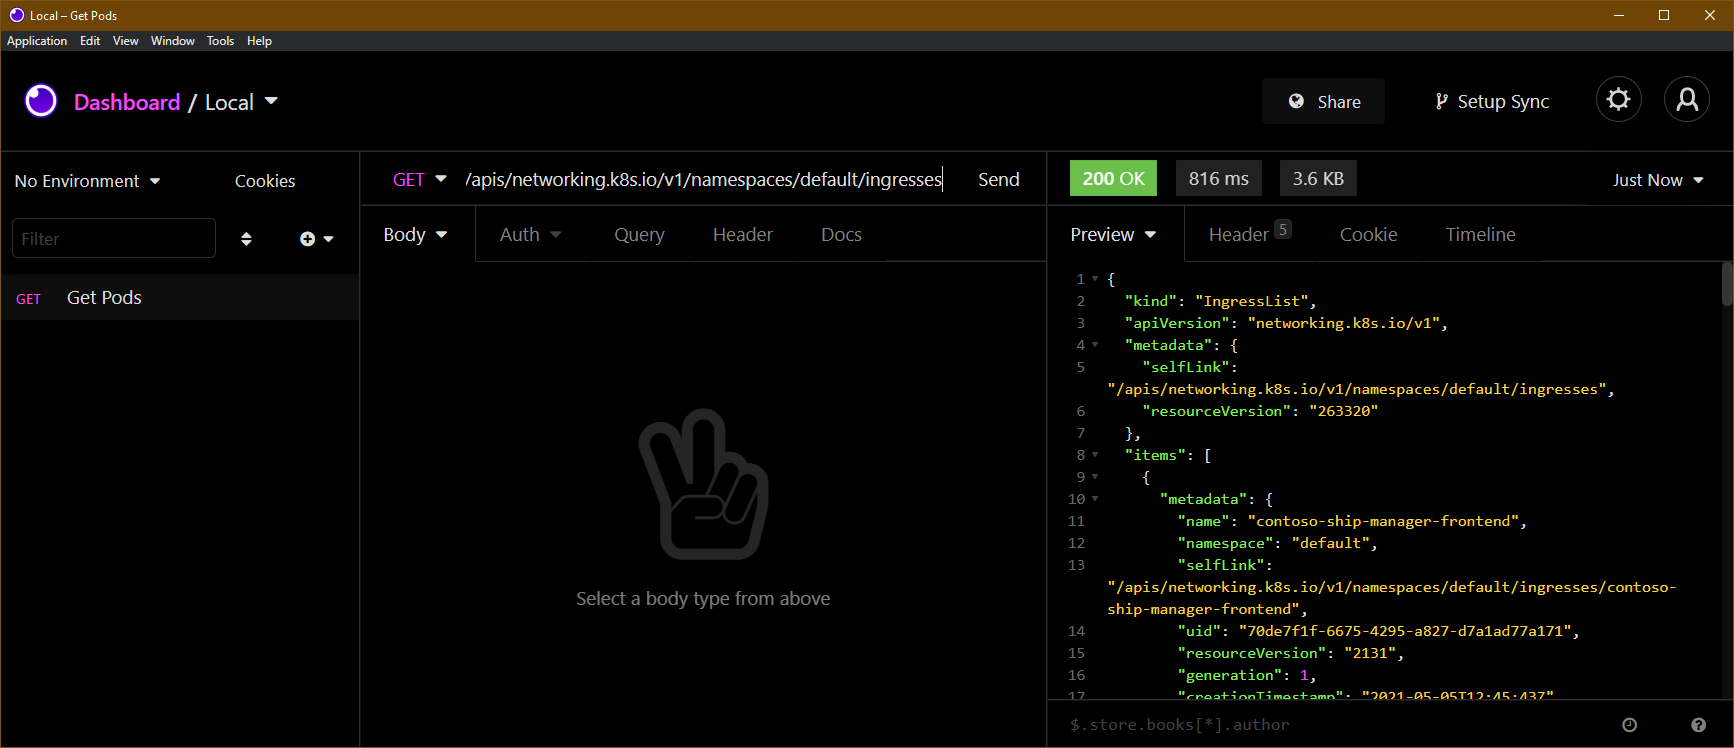 Local – Get Pods
Application Edit View Window Tools Help
Dashboard / Local
Share
Setup Sync
No Environment
Cookies
Filter
GET Get Pods
GET /apis/networking.k8s.io/v1/namespaces/default/ingresses Send
Body Auth Query Header Docs
Select a body type from above
200 OK 816 ms 3.6 KB Just Now
Preview Header 5 Cookie Timeline
1 {
2 "kind": "IngressList",
3 "apiVersion": "networking.k8s.io/v1",
4 "metadata": {
5 "selfLink":
"/apis/networking.k8s.io/v1/namespaces/default/ingresses",
6 "resourceVersion": "263320"
7 },
8 "items": [
9 {
10 "metadata": {
11 "name": "contoso-ship-manager-frontend",
12 "namespace": "default",
13 "selfLink":
"/apis/networking.k8s.io/v1/namespaces/default/ingresses/contoso-
ship-manager-frontend",
14 "uid": "70de7f1f-6675-4295-a827-d7a1ad77a171",
15 "resourceVersion": "2131",
16 "generation": 1,
17 "creationTimestamp": "2021-05-05T12:45:43Z"
$.store.books[*].author